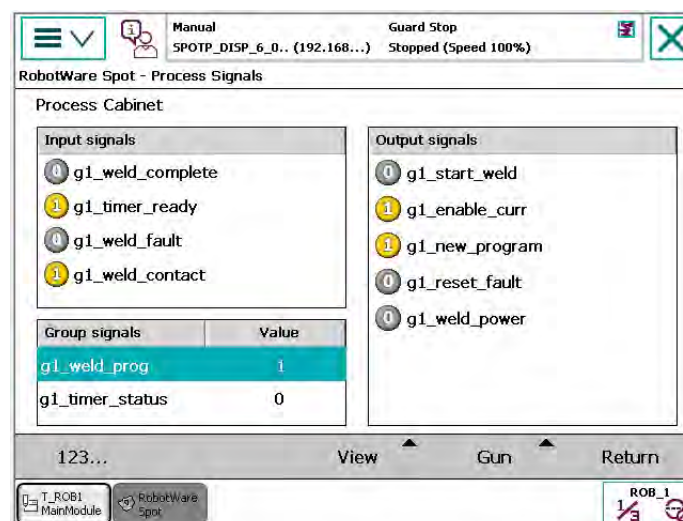 Manual
Guard Stop
SPOTP_DISP_6_0.. (192.168...)
Stopped (Speed 100%)
RobotWare Spot - Process Signals
Process Cabinet
Input signals
0 g1_weld_complete
1 g1_timer_ready
0 g1_weld_fault
1 g1_weld_contact
Output signals
0 g1_start_weld
1 g1_enable_curr
1 g1_new_program
0 g1_reset_fault
0 g1_weld_power
Group signals Value
g1_weld_prog 1
g1_timer_status 0
123... View Gun Return
T_ROB1
MainModule
RobotWare
Spot
ROB_1
1/3